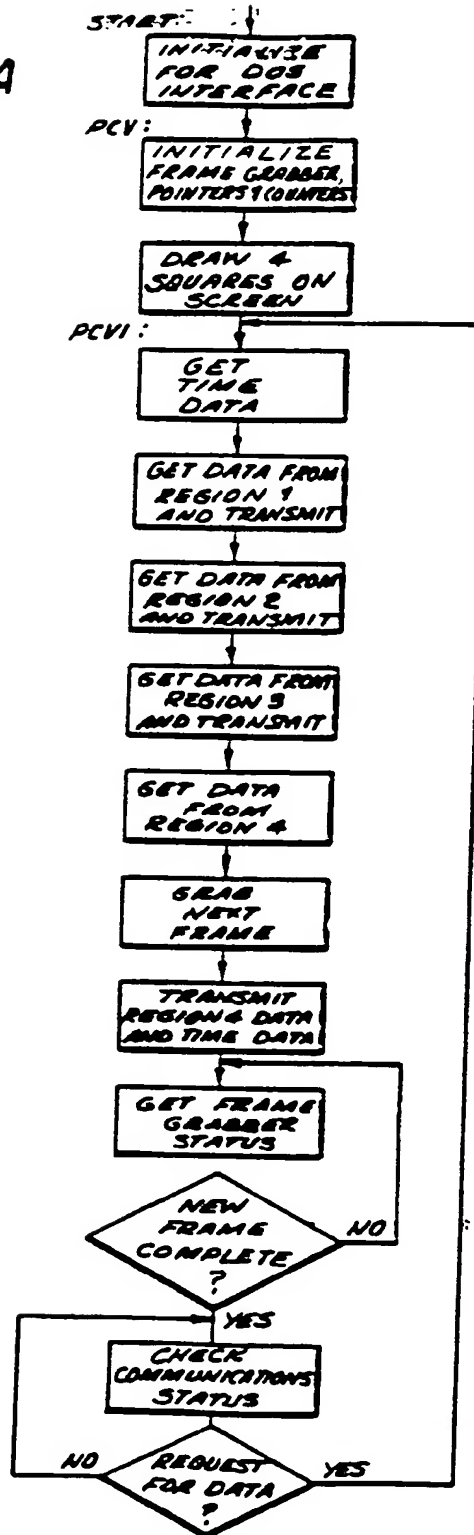 A
START:
INITIALIZE
FOR DOS
INTERFACE
PCV:
INITIALIZE
FRAME GRABBER,
POINTERS & COUNTERS
DRAW 4
SQUARES ON
SCREEN
PCV1:
GET
TIME
DATA
GET DATA FROM
REGION 1
AND TRANSMIT
GET DATA FROM
REGION 2
AND TRANSMIT
GET DATA FROM
REGION 3
AND TRANSMIT
GET DATA
FROM
REGION 4
GRAB
NEXT
FRAME
TRANSMIT
REGION 4 DATA
AND TIME DATA
GET FRAME
GRABBER
STATUS
NEW
FRAME
COMPLETE
?
NO
YES
CHECK
COMMUNICATIONS
STATUS
NO
REQUEST
FOR DATA
?
YES